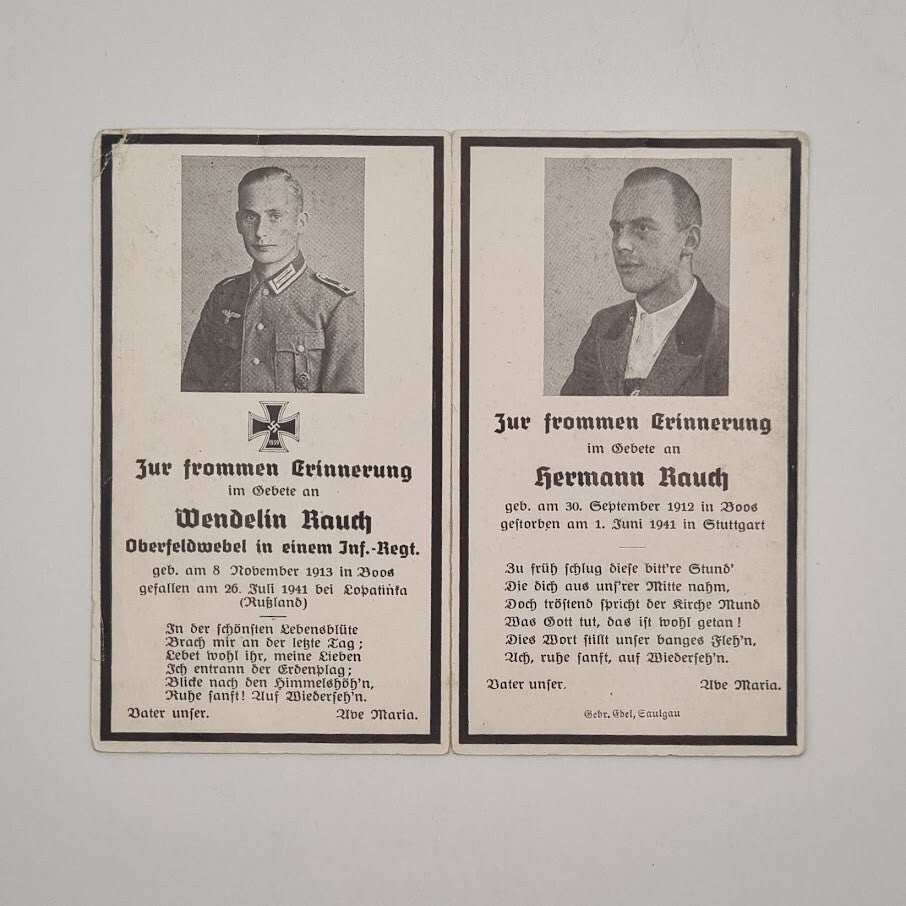 1939
Zur frommen Erinnerung
im Gebete an
Wendelin Rauch
Oberfeldwebel in einem Inf.-Regt.
geb. am 8 November 1913 in Boos
gefallen am 26. Juli 1941 bei Lopatinka
(Rußland)
In der schönsten Lebensblüte
Brach mir an der letzte Tag;
Lebet wohl ihr, meine Lieben
Ich entrann der Erdenplag;
Blicke nach den Himmelshöh'n,
Ruhe sanft! Auf Wiederseh'n.
Vater unser. Ave Maria.
Zur frommen Erinnerung
im Gebete an
Hermann Rauch
geb. am 30. September 1912 in Boos
gestorben am 1. Juni 1941 in Stuttgart
Zu früh schlug diese bitt're Stund'
Die dich aus uns'rer Mitte nahm,
Doch tröstend spricht der Kirche Mund
Was Gott tut, das ist wohl getan!
Dies Wort stillt unser banges Fleh'n,
Ach, ruhe sanft, auf Wiederseh'n.
Vater unser. Ave Maria.
Gebr. Edel, Saulgau